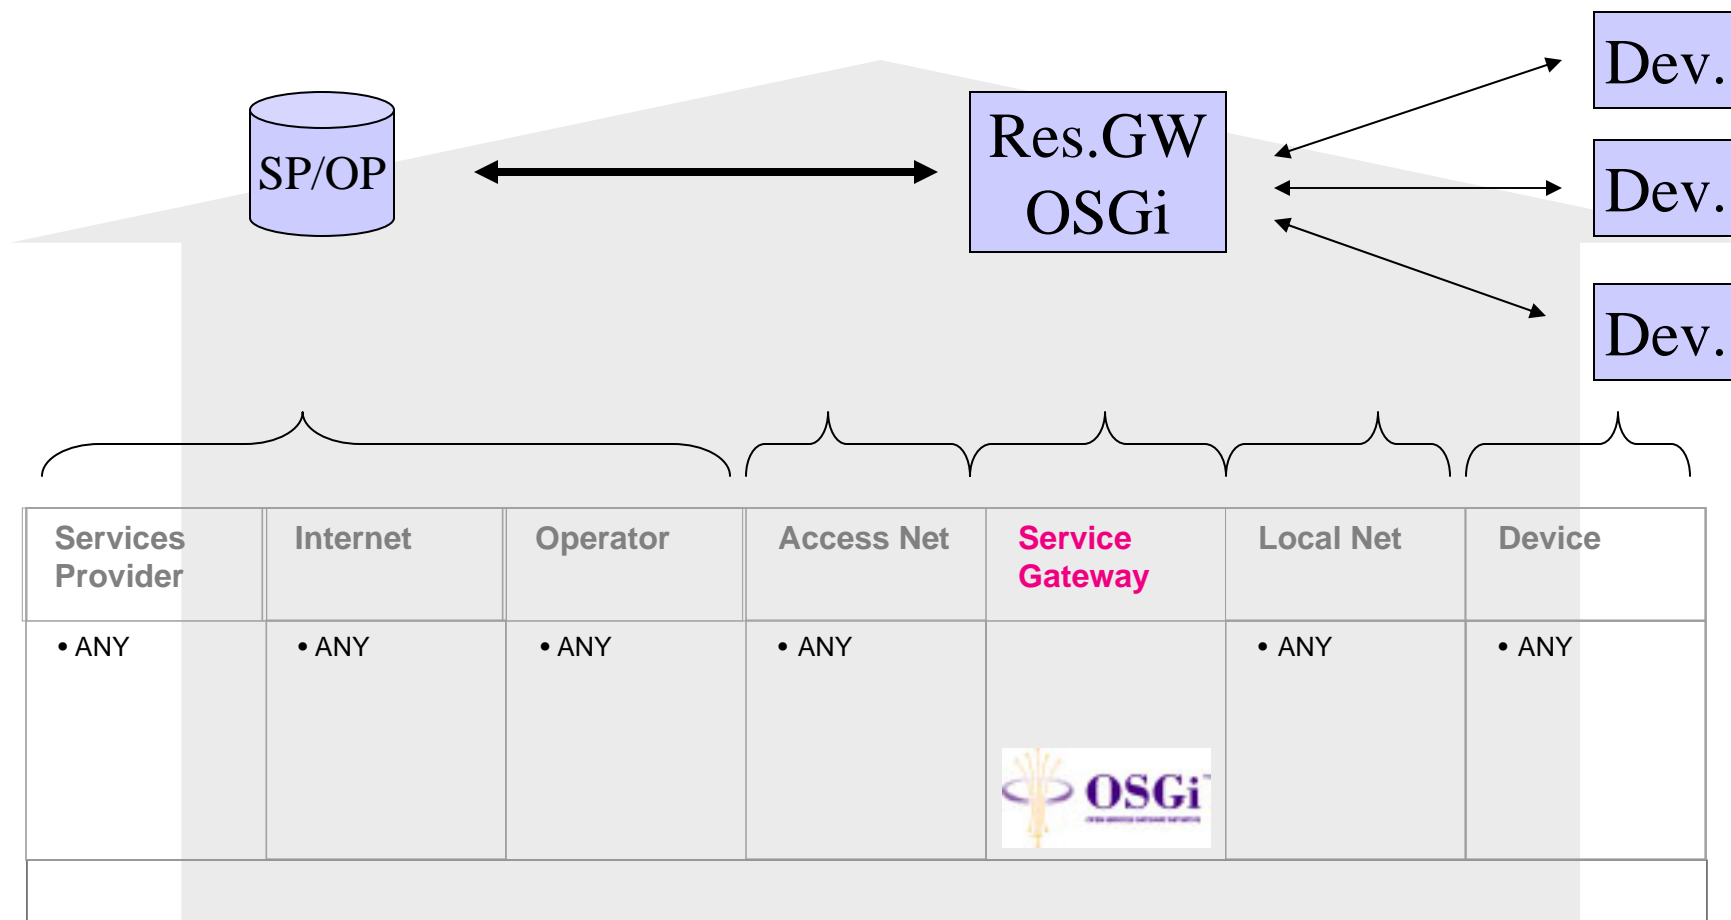 Dev.
SP/OP
Res.GW
OSGi
Dev.
Dev.
Services
Provider
Internet
Operator
Access Net
Service
Gateway
Local Net
Device
• ANY
• ANY
• ANY
• ANY
• ANY
• ANY
OSGi